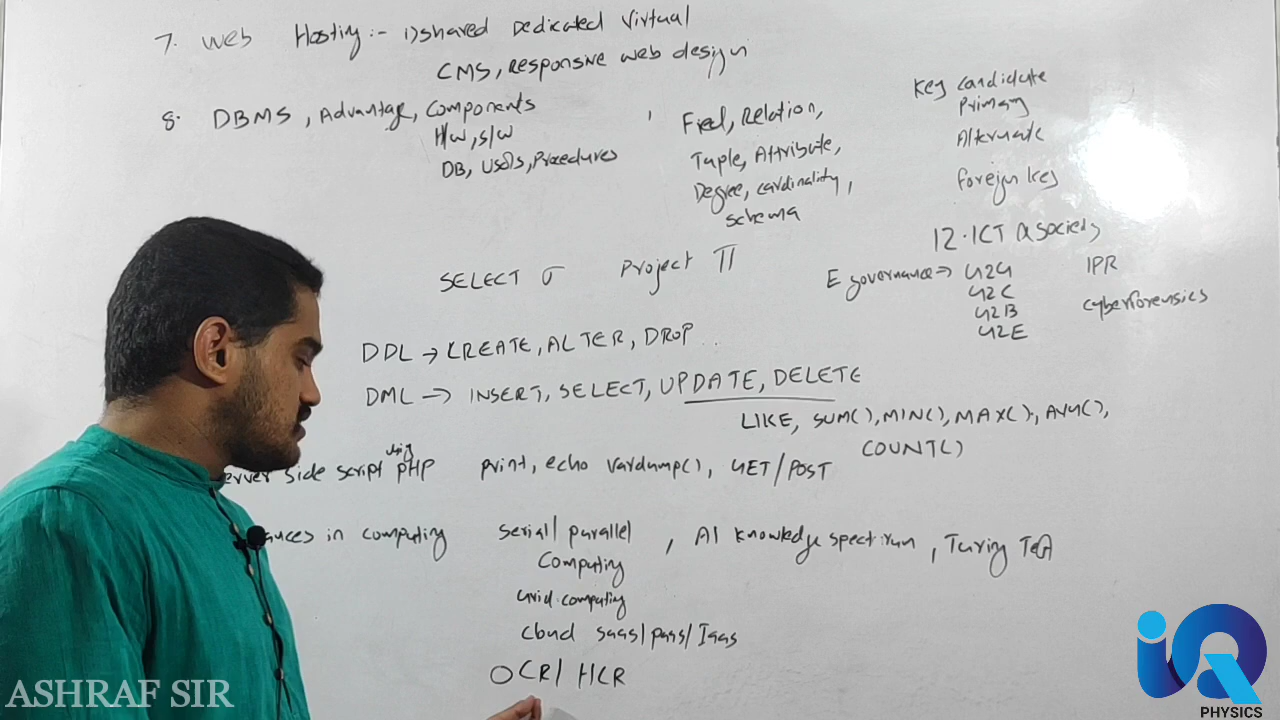 7. Web Hosting :- 1) shared Dedicated Virtual
CMS, Responsive web design
8. DBMS, Advantage, Components
H/W, S/W
DB, Users, Procedures
Field, Relation,
Tuple, Attribute,
Degree, cardinality,
schema
Key candidate
Primary
Alternate
Foreign key
SELECT σ Project π
12. ICT & Society
E governance => G2G
G2C
G2B
G2E
IPR
Cyberforensics
DDL → CREATE, ALTER, DROP ..
DML → INSERT, SELECT, UPDATE, DELETE
LIKE, SUM(), MIN(), MAX(), AVG(),
COUNT()
erver side script using PHP print, echo vardump(), GET/POST
ances in computing
serial/parallel
Computing
Grid computing
cloud saas/paas/Iaas
OCR/HCR
, AI knowledge spectrum, Turing Test
ASHRAF SIR
iQ
PHYSICS